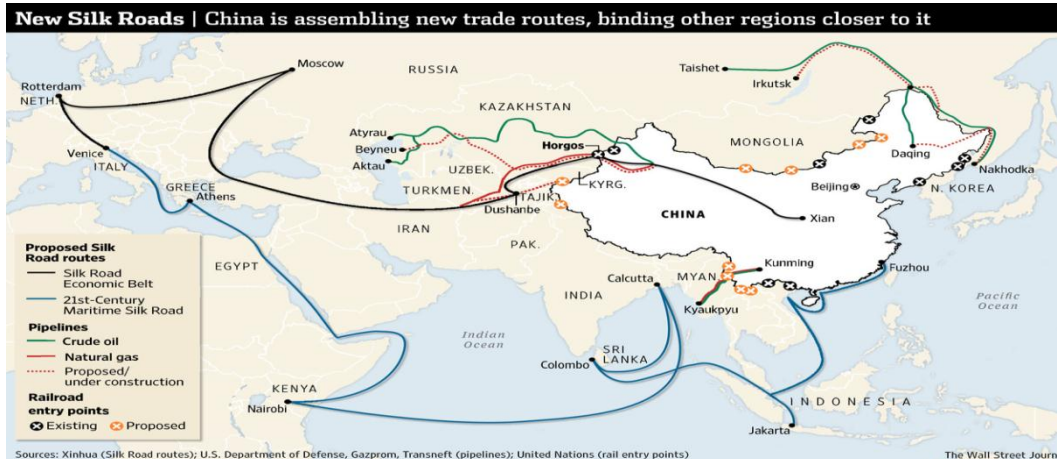 New Silk Roads | China is assembling new trade routes, binding other regions closer to it
Moscow
RUSSIA
Taishet
Irkutsk
Rotterdam
NETH.
KAZAKHSTAN
Atyrau
Beyneu
Aktau
Horgos
MONGOLIA
Daqing
Nakhodka
Venice
ITALY
UZBEK.
TURKMEN.
KYRG.
TAJIK.
Dushanbe
Beijing
N. KOREA
GREECE
Athens
IRAN
PAK.
CHINA
Xian
EGYPT
Calcutta
INDIA
MYAN.
Kunming
Fuzhou
Kyaukpyu
Pacific
Ocean
Indian
Ocean
SRI
LANKA
Colombo
KENYA
Nairobi
INDONESIA
Jakarta
Proposed Silk
Road routes
Silk Road
Economic Belt
21st-Century
Maritime Silk Road
Pipelines
Crude oil
Natural gas
Proposed/
under construction
Railroad
entry points
Existing
Proposed
Sources: Xinhua (Silk Road routes); U.S. Department of Defense, Gazprom, Transneft (pipelines); United Nations (rail entry points)
The Wall Street Journ